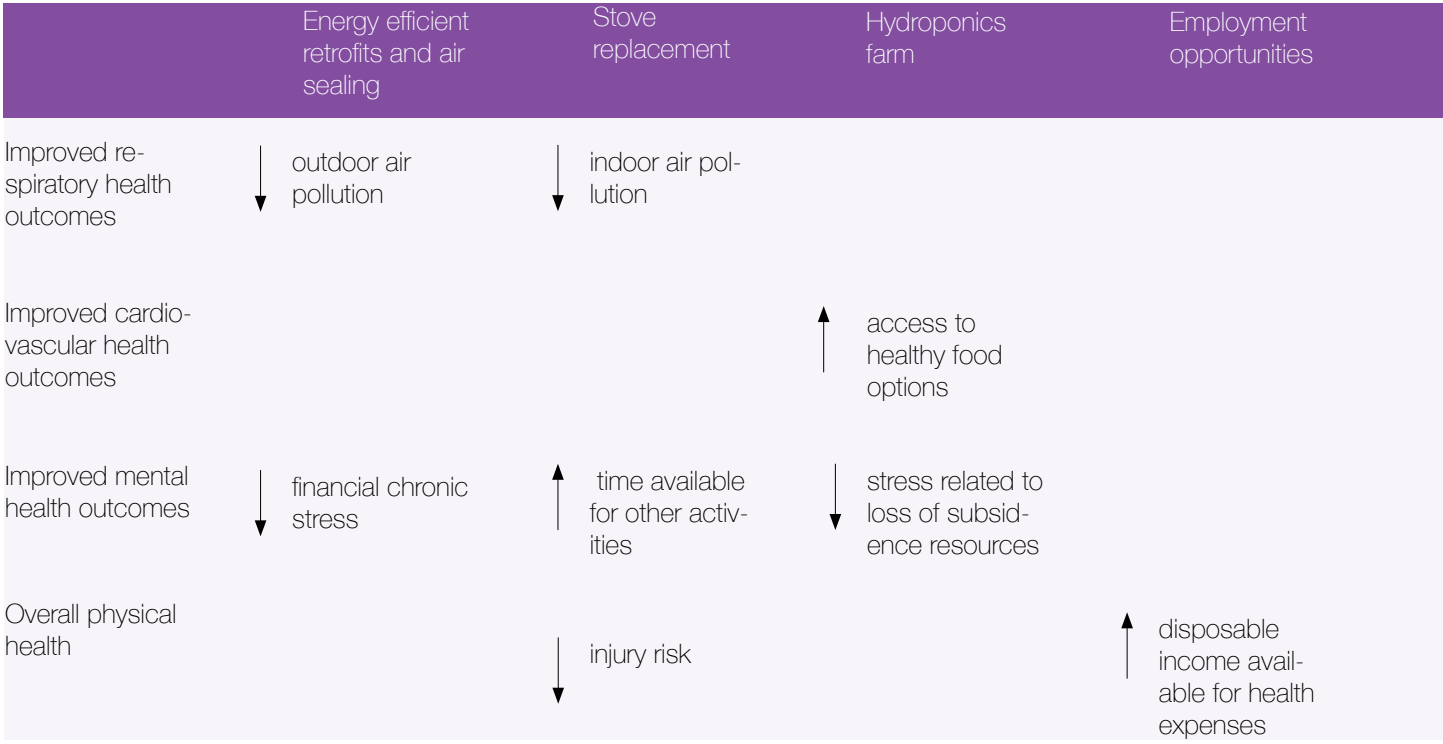 Energy efficient
retrofits and air
sealing
Stove
replacement
Hydroponics
farm
Employment
opportunities
Improved re-
spiratory health
outcomes
outdoor air
pollution
indoor air pol-
lution
Improved cardio-
vascular health
outcomes
access to
healthy food
options
Improved mental
health outcomes
financial chronic
stress
time available
for other activ-
ities
stress related to
loss of subsid-
ence resources
Overall physical
health
injury risk
disposable
income avail-
able for health
expenses